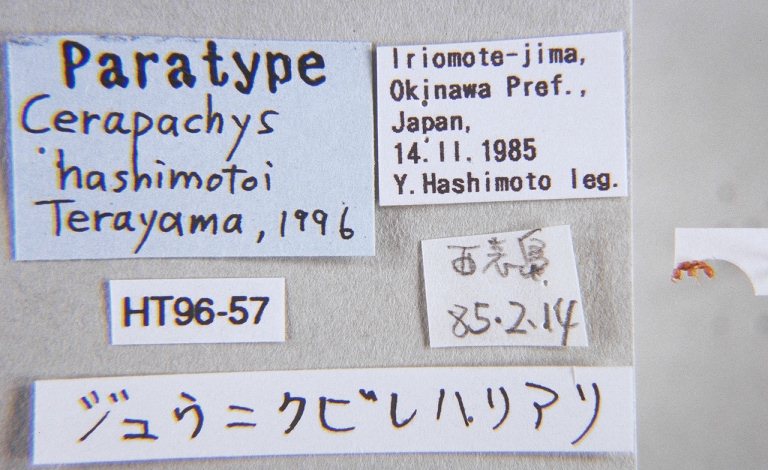 Paratype
Cerapachys
hashimotoi
Terayama, 1996
Iriomote-jima,
Okinawa Pref.,
Japan,
14.II.1985
Y.Hashimoto leg.
HT96-57
西表島
85.2.14
ジュウニクビレハリアリ